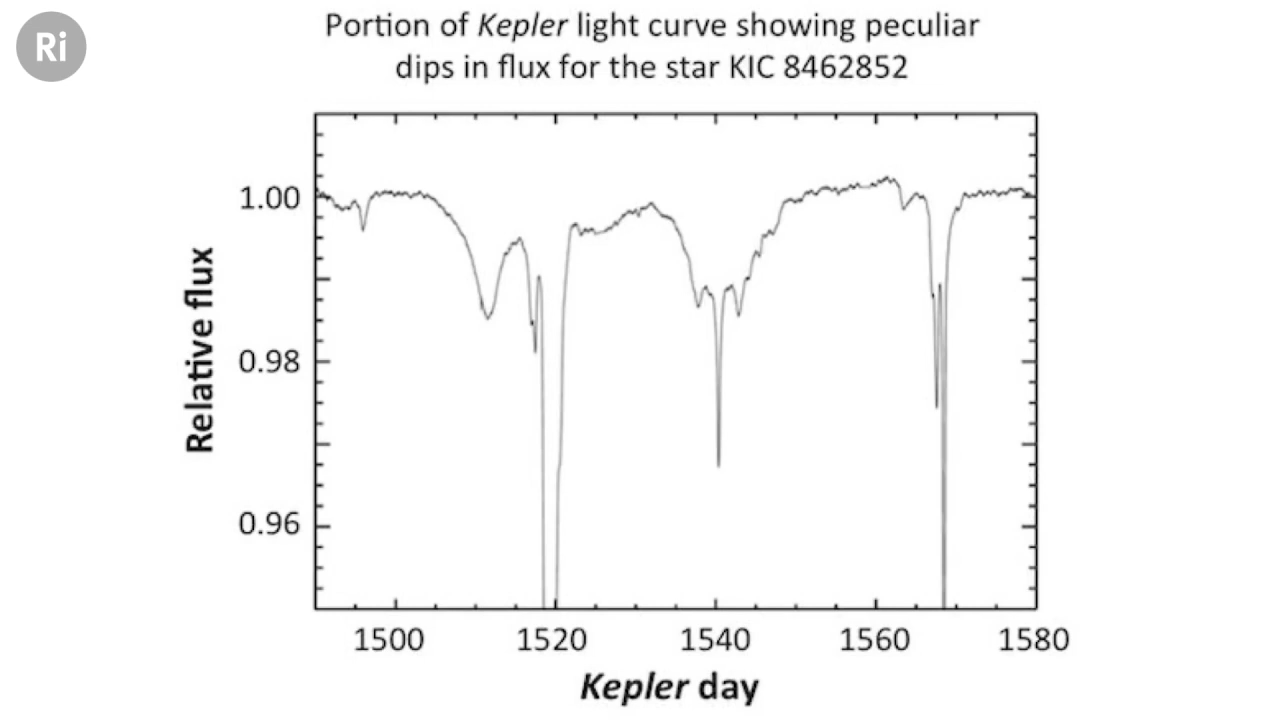 Ri
Portion of Kepler light curve showing peculiar
dips in flux for the star KIC 8462852
1.00
0.98
0.96
Relative flux
1500 1520 1540 1560 1580
Kepler day